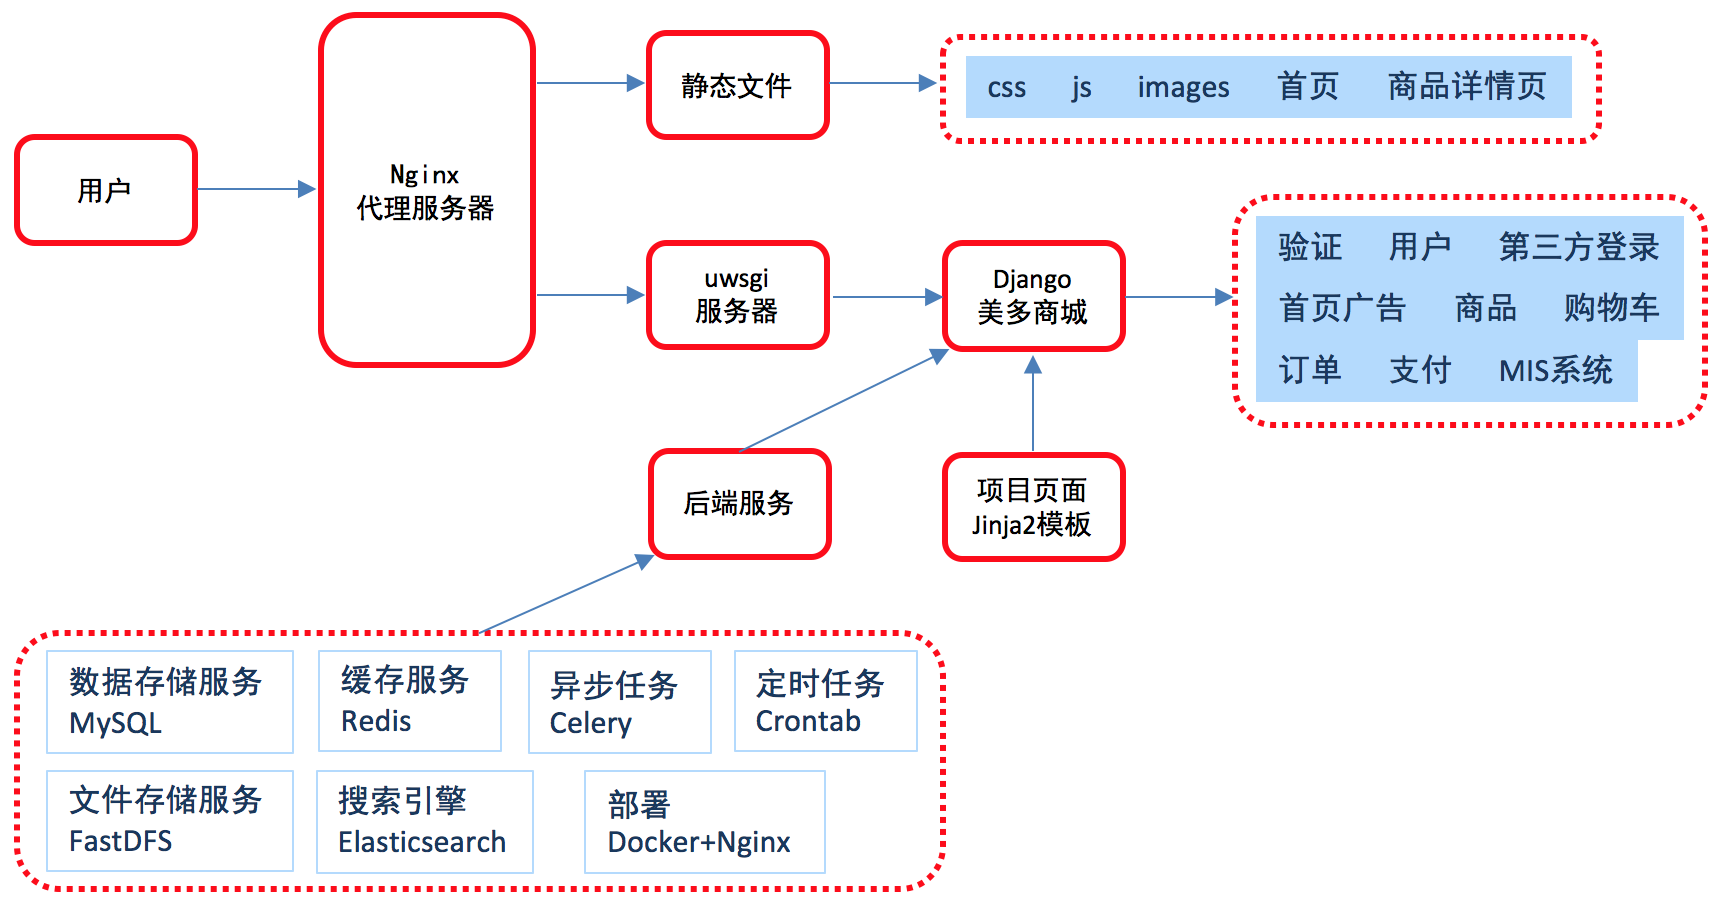 用户
Nginx
代理服务器
静态文件
css js images 首页 商品详情页
uwsgi
服务器
Django
美多商城
验证 用户 第三方登录
首页广告 商品 购物车
订单 支付 MIS系统
后端服务
项目页面
Jinja2模板
数据存储服务
MySQL
缓存服务
Redis
异步任务
Celery
定时任务
Crontab
文件存储服务
FastDFS
搜索引擎
Elasticsearch
部署
Docker+Nginx